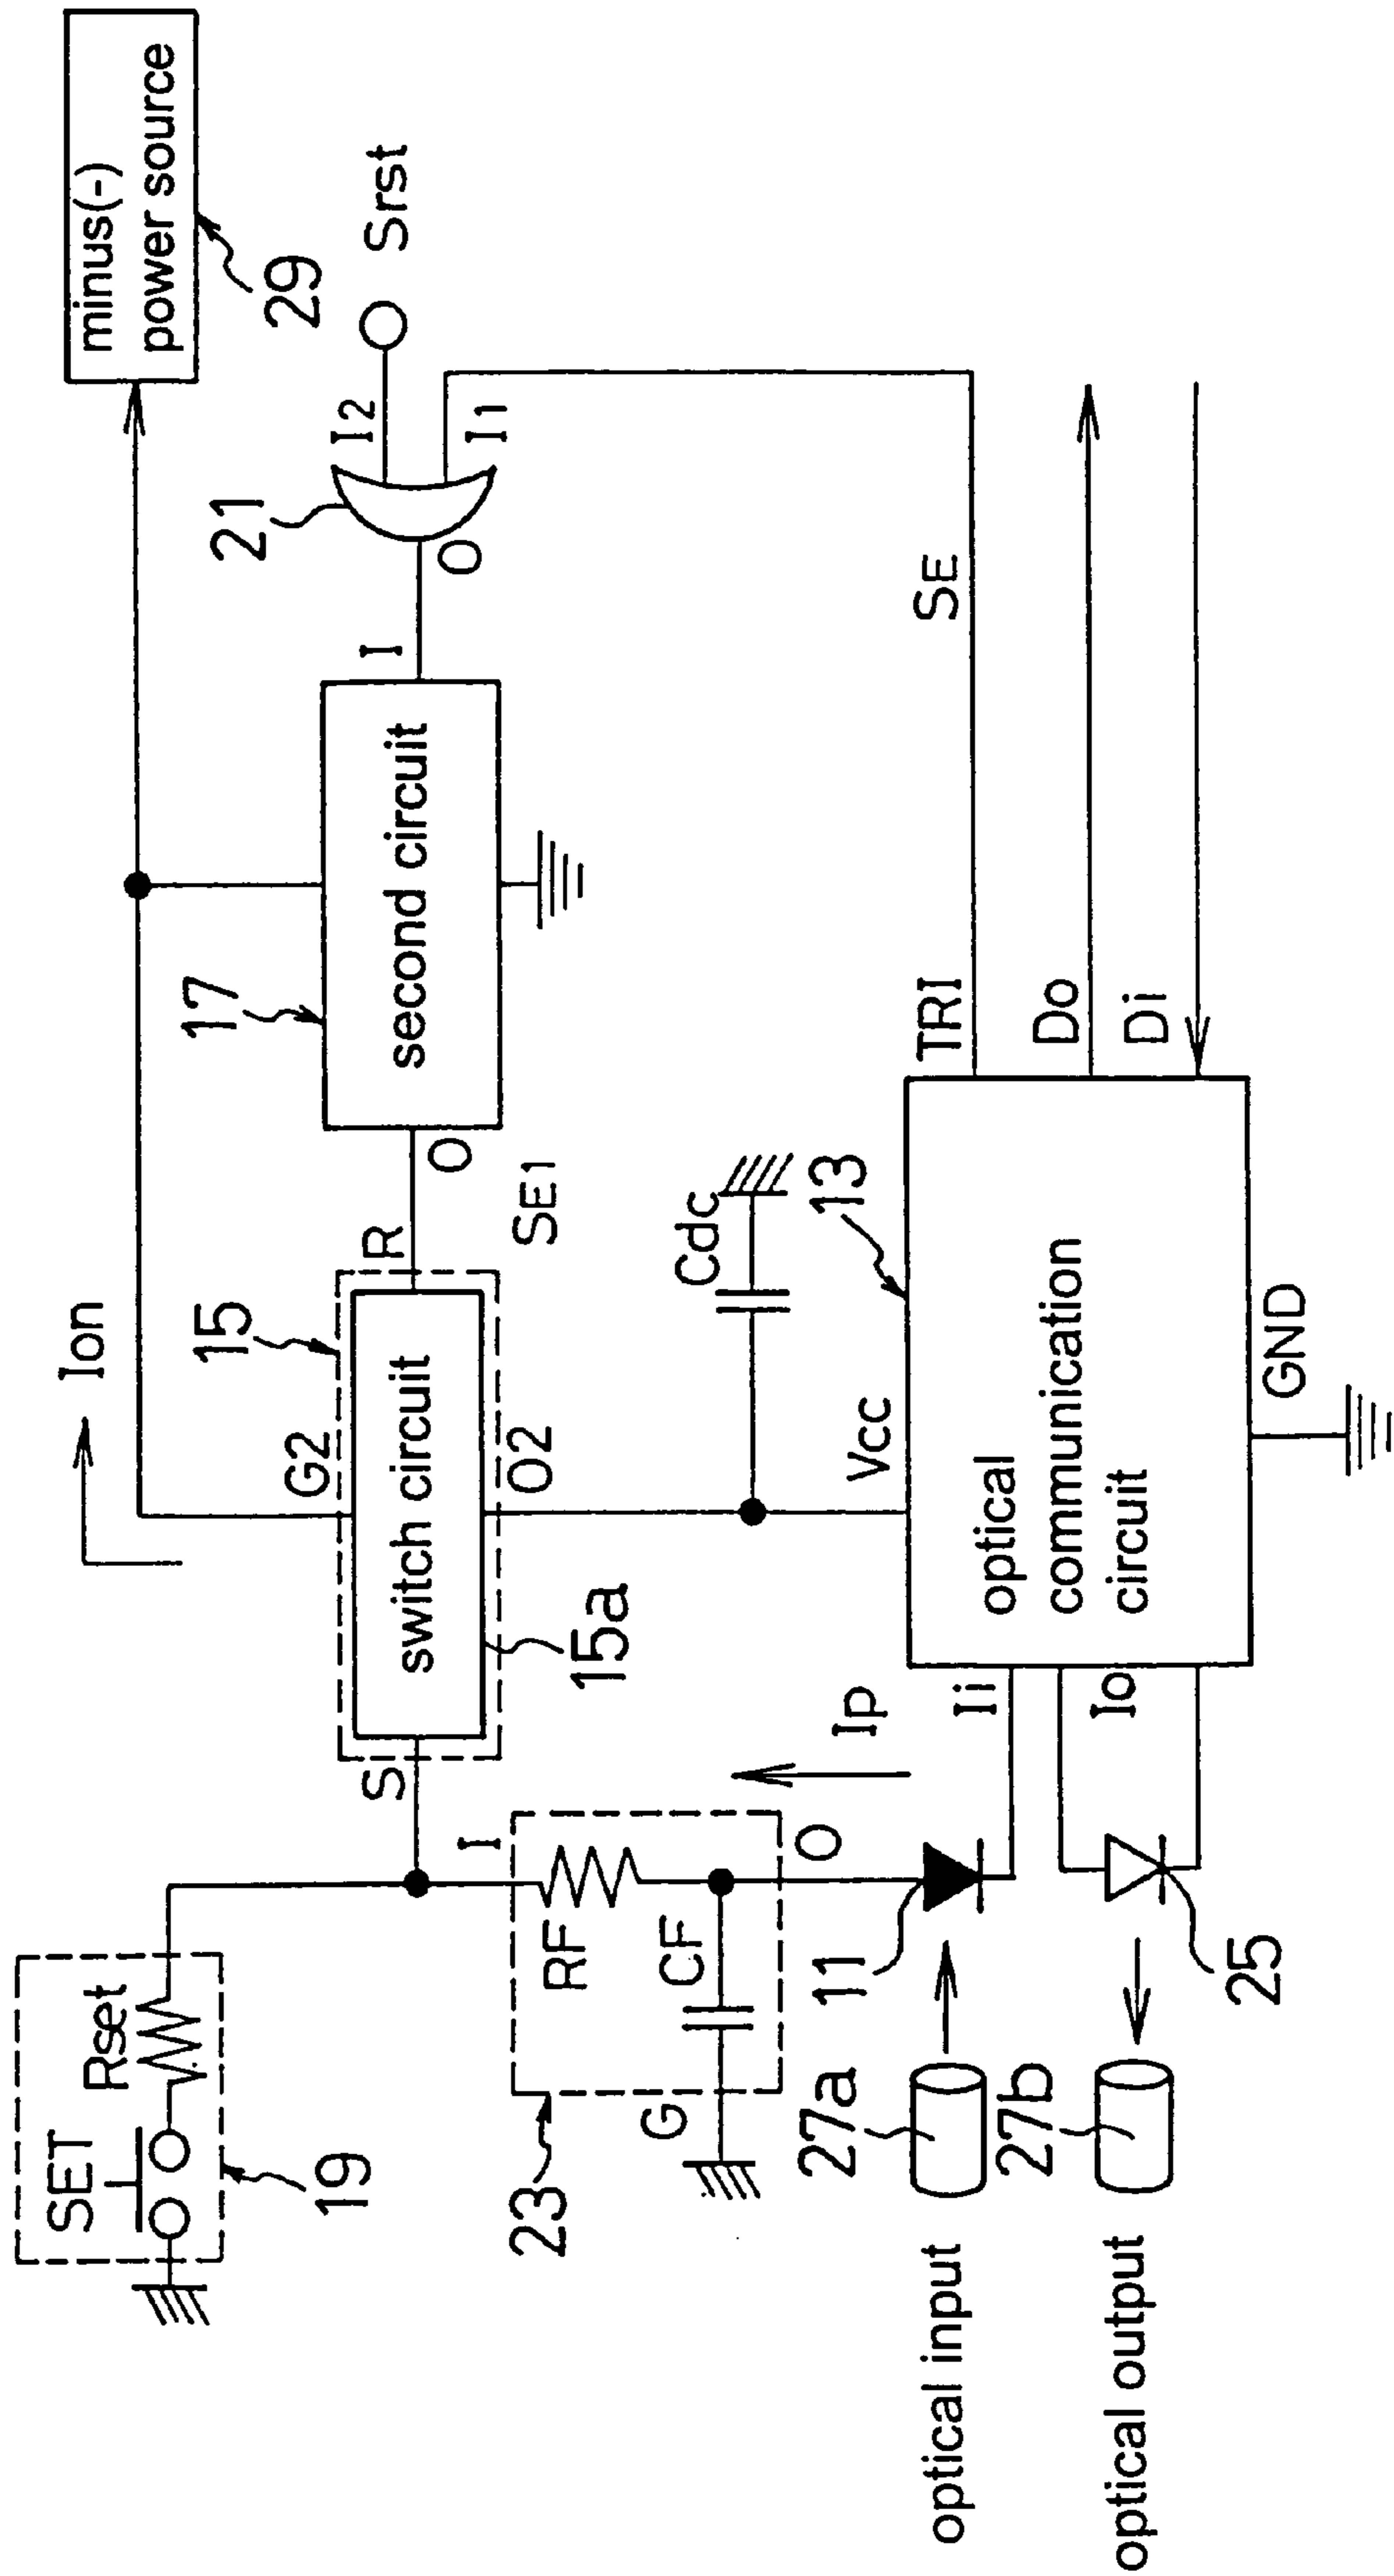 minus(-)
power source
29
Srst
I2
I1
21
O
I
second circuit
17
O
SE1
R
15
Ion
G2
switch circuit
O2
15a
S
SET
Rset
19
I
RF
CF
G
23
O
Ip
Cdc
Vcc
13
optical
communication
circuit
TRI
SE
Do
Di
GND
Ii
Io
11
25
27a
27b
optical input
optical output